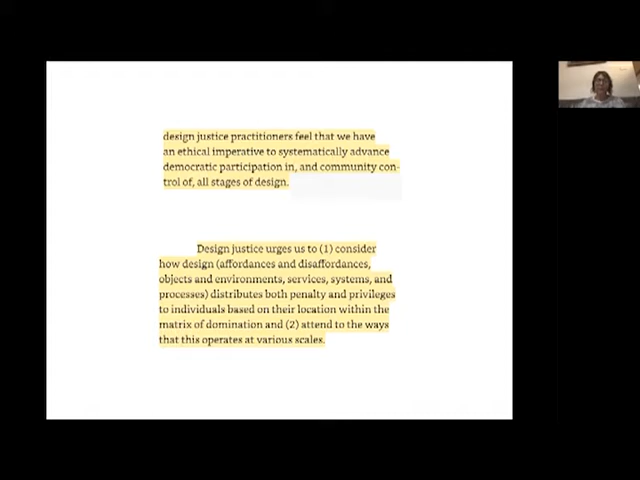 design justice practitioners feel that we have
an ethical imperative to systematically advance
democratic participation in, and community con-
trol of, all stages of design.
Design justice urges us to (1) consider
how design (affordances and disaffordances,
objects and environments, services, systems, and
processes) distributes both penalty and privileges
to individuals based on their location within the
matrix of domination and (2) attend to the ways
that this operates at various scales.